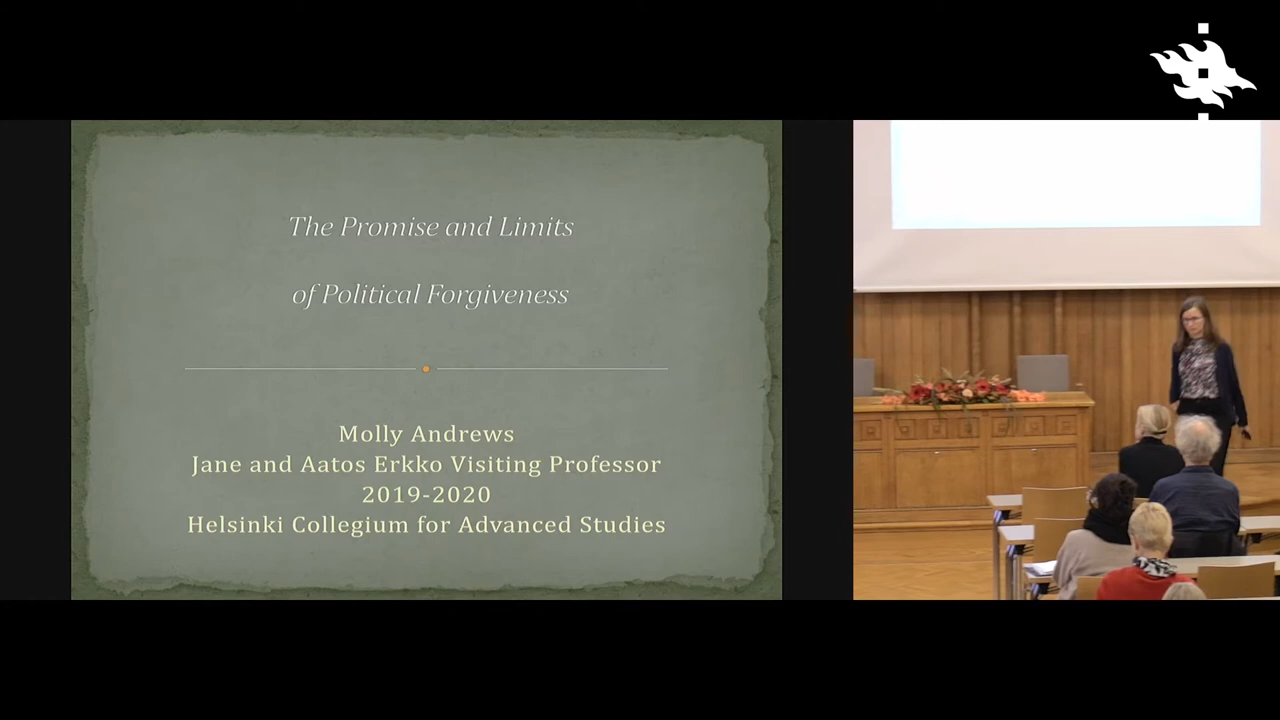 The Promise and Limits
of Political Forgiveness
Molly Andrews
Jane and Aatos Erkko Visiting Professor
2019-2020
Helsinki Collegium for Advanced Studies